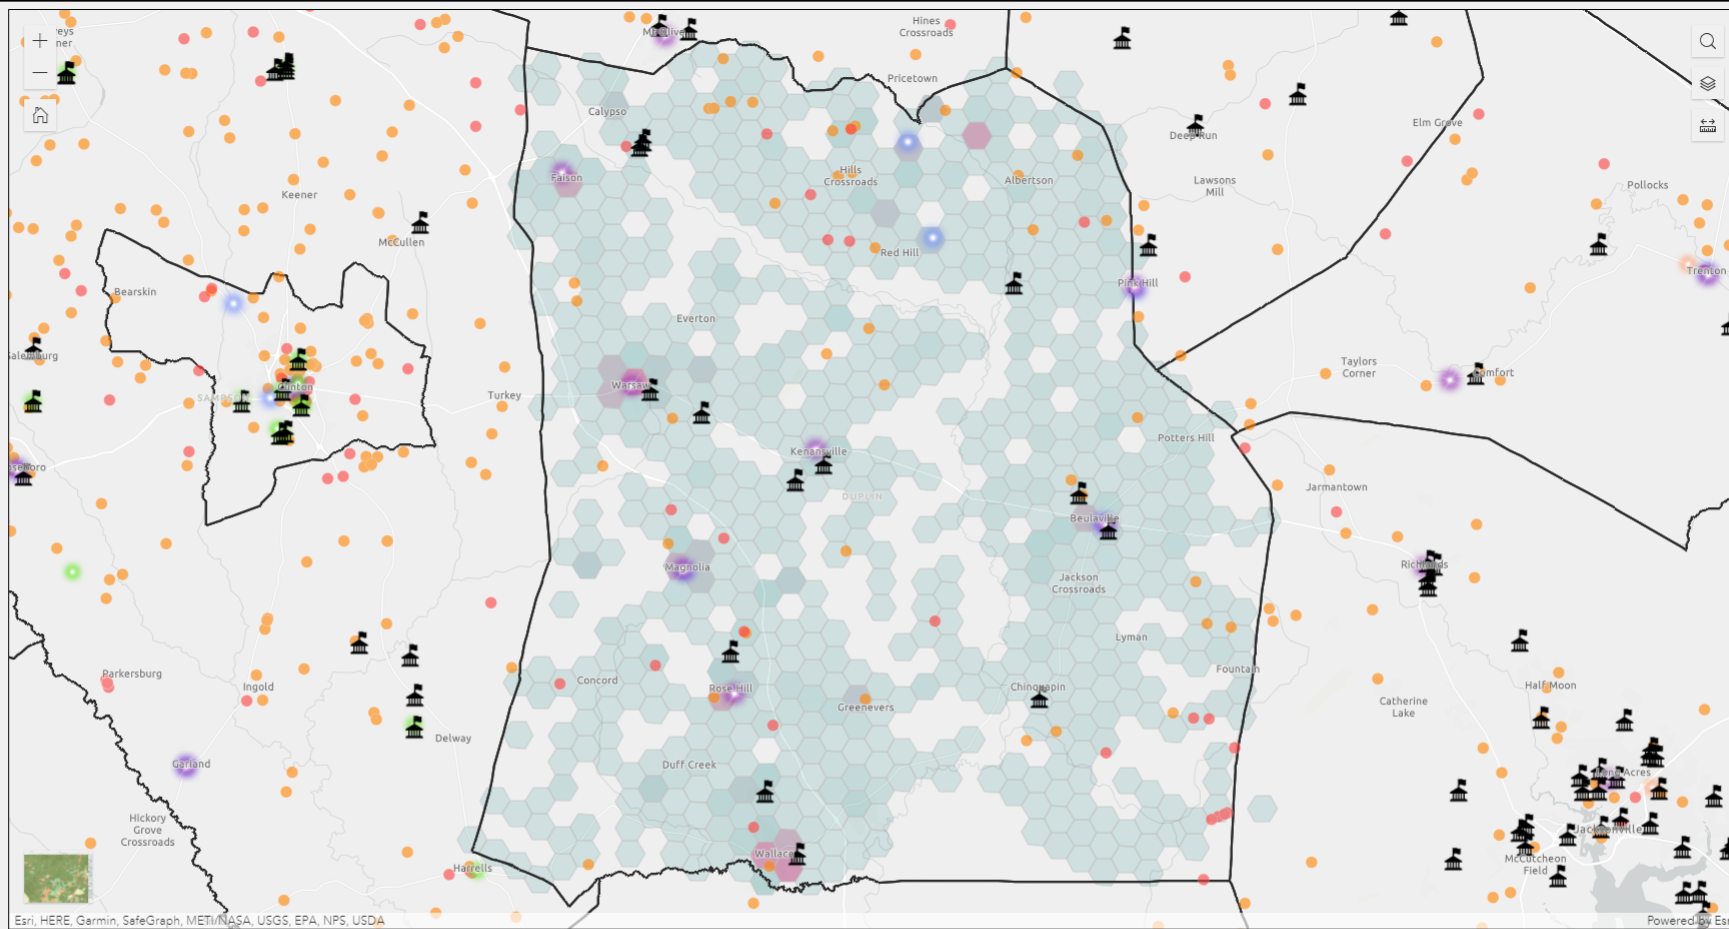 Hines
Crossroads
Pricetown
Calypso
Elm Grove
Deep Run
Hills
Crossroads
Albertson
Lawsons
Mill
Pollocks
Faison
Keener
McCullen
Red Hill
Trenton
Bearskin
Pink Hill
Everton
Taylors
Corner
Comfort
Warsaw
Clinton
Turkey
Potters Hill
Kenansville
DUPLIN
Jarmantown
Beulaville
Magnolia
Richlands
Jackson
Crossroads
Lyman
Parkersburg
Ingold
Concord
Rose Hill
Greenevers
Chinquapin
Fountain
Half Moon
Catherine
Lake
Delway
Garland
Duff Creek
Hickory
Grove
Crossroads
Jacksonville
Wallace
McCutcheon
Field
Harrells
Esri, HERE, Garmin, SafeGraph, METI/NASA, USGS, EPA, NPS, USDA
Powered by Esri